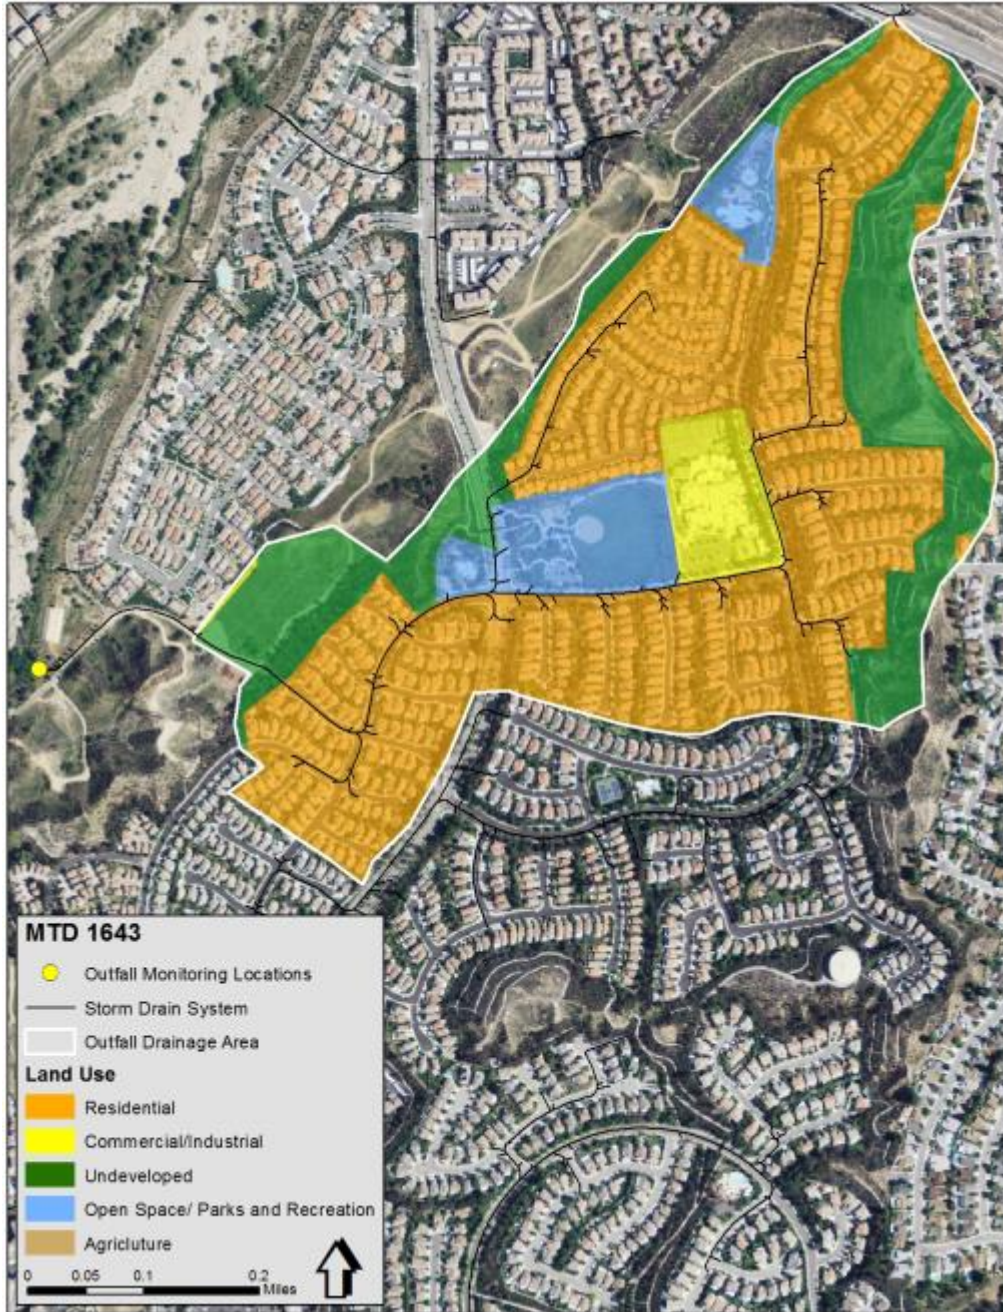 MTD 1643
Outfall Monitoring Locations
Storm Drain System
Outfall Drainage Area
Land Use
Residential
Commercial/Industrial
Undeveloped
Open Space/ Parks and Recreation
Agricluture
0 0.05 0.1 0.2
Miles